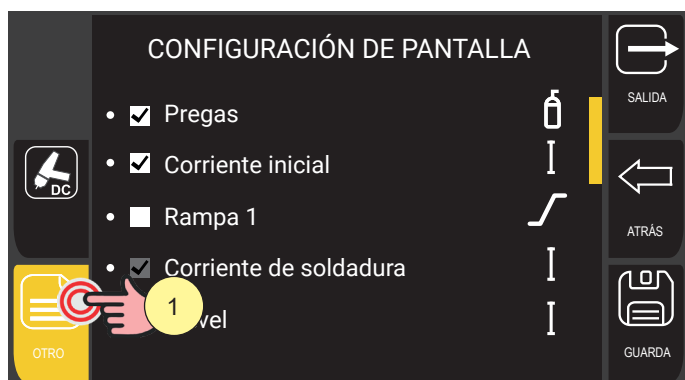 CONFIGURACIÓN DE PANTALLA
SALIDA
Pregas
Corriente inicial
DC
Rampa 1
ATRÁS
Corriente de soldadura
1
vel
OTRO
GUARDA